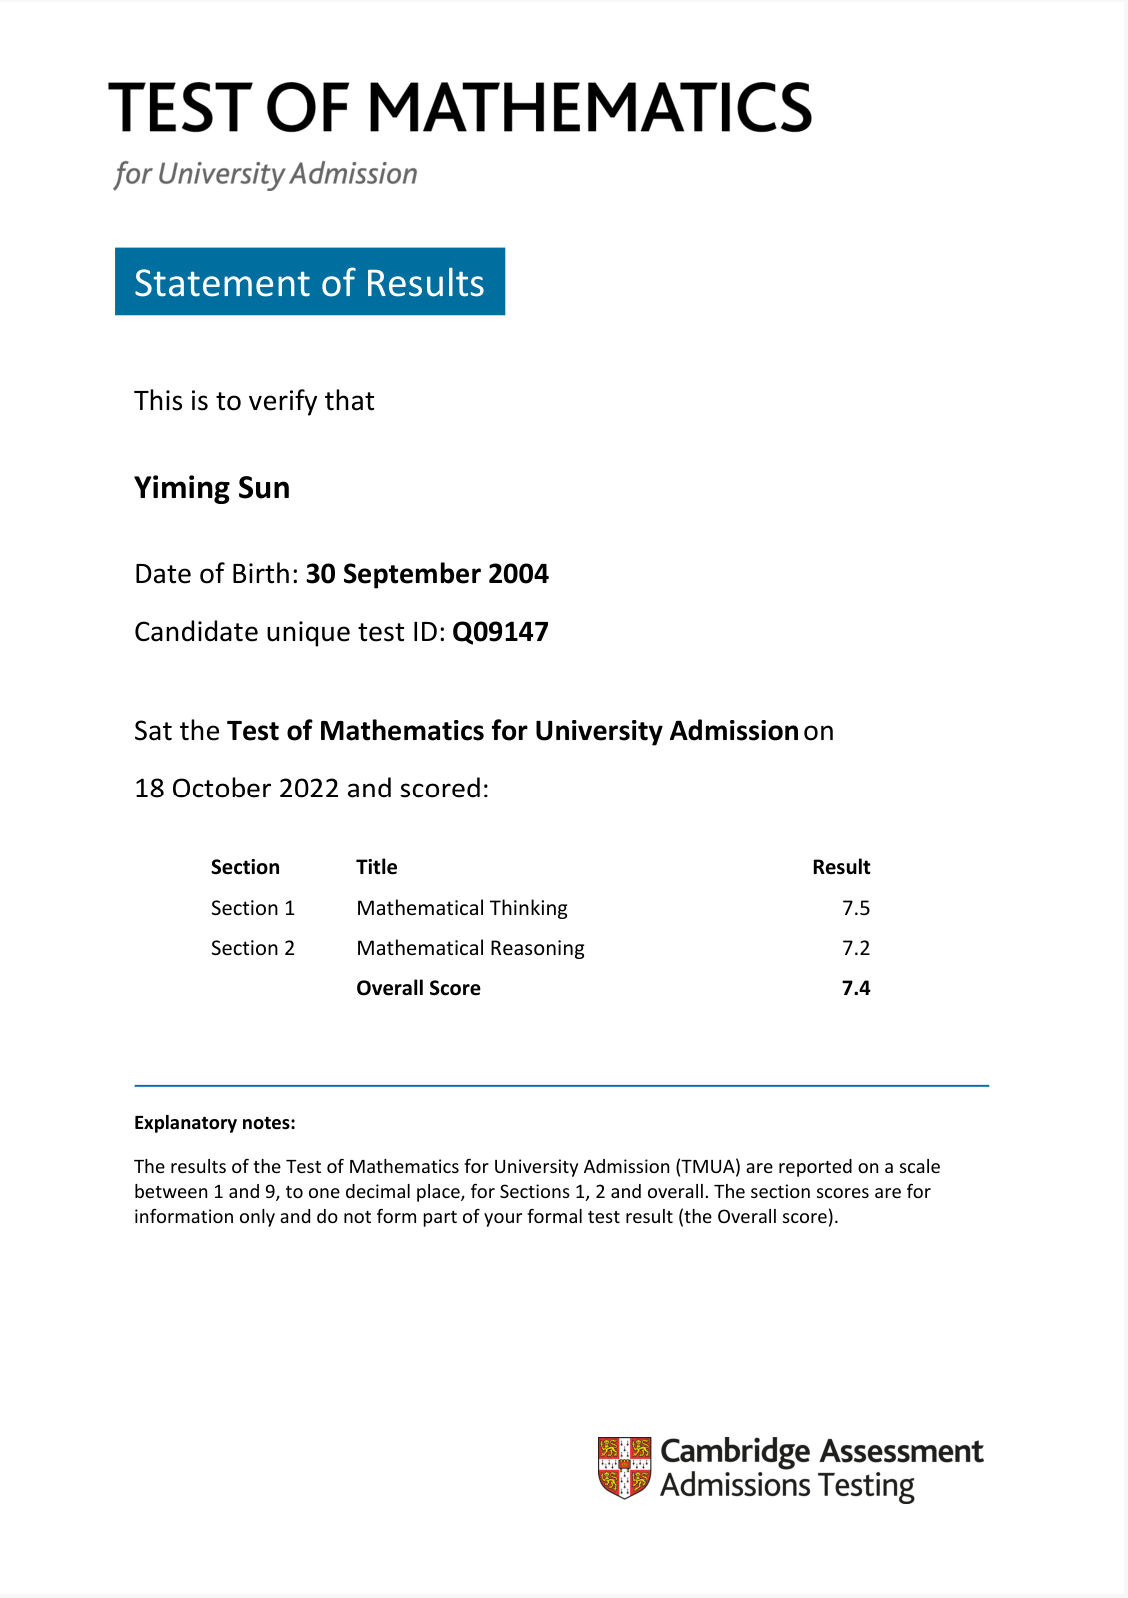 TEST OF MATHEMATICS
for University Admission
Statement of Results
This is to verify that
Yiming Sun
Date of Birth: 30 September 2004
Candidate unique test ID: Q09147
Sat the Test of Mathematics for University Admission on
18 October 2022 and scored:
Section Title Result
Section 1 Mathematical Thinking 7.5
Section 2 Mathematical Reasoning 7.2
Overall Score 7.4
Explanatory notes:
The results of the Test of Mathematics for University Admission (TMUA) are reported on a scale
between 1 and 9, to one decimal place, for Sections 1, 2 and overall. The section scores are for
information only and do not form part of your formal test result (the Overall score).
Cambridge Assessment
Admissions Testing